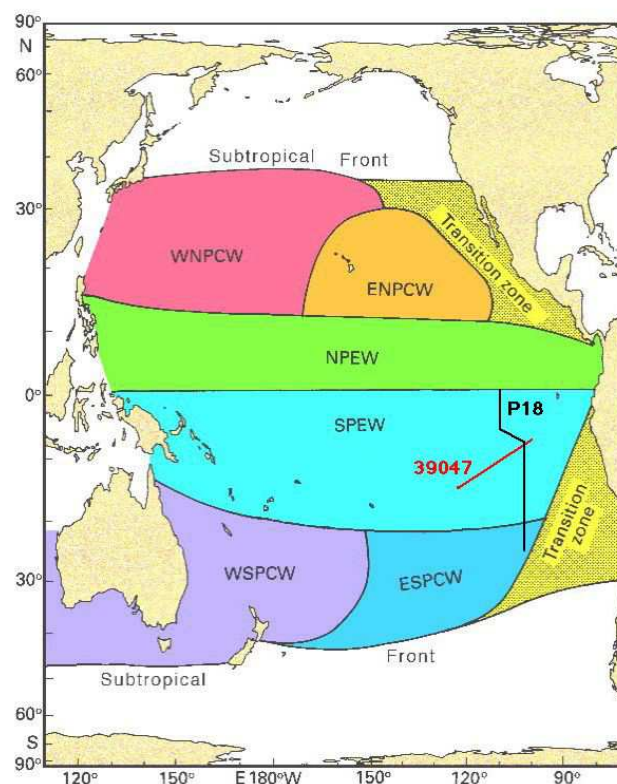 90°
N
60°
30°
0°
30°
60°
S
90°
Subtropical Front
WNPCW
ENPCW
Transition zone
NPEW
P18
SPEW
39047
Transition
zone
WSPCW
ESPCW
Front
Subtropical
120° 150° E 180° W 150° 120° 90°